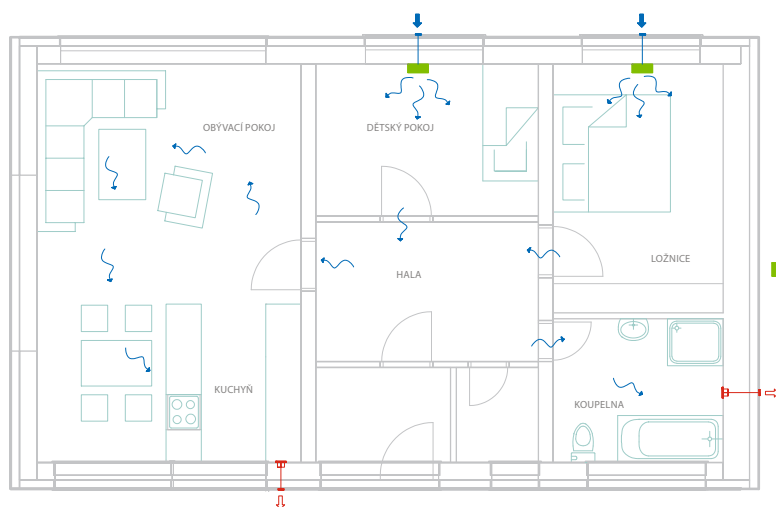 OBÝVACÍ POKOJ
DĚTSKÝ POKOJ
LOŽNICE
HALA
KUCHYŇ
KOUPELNA